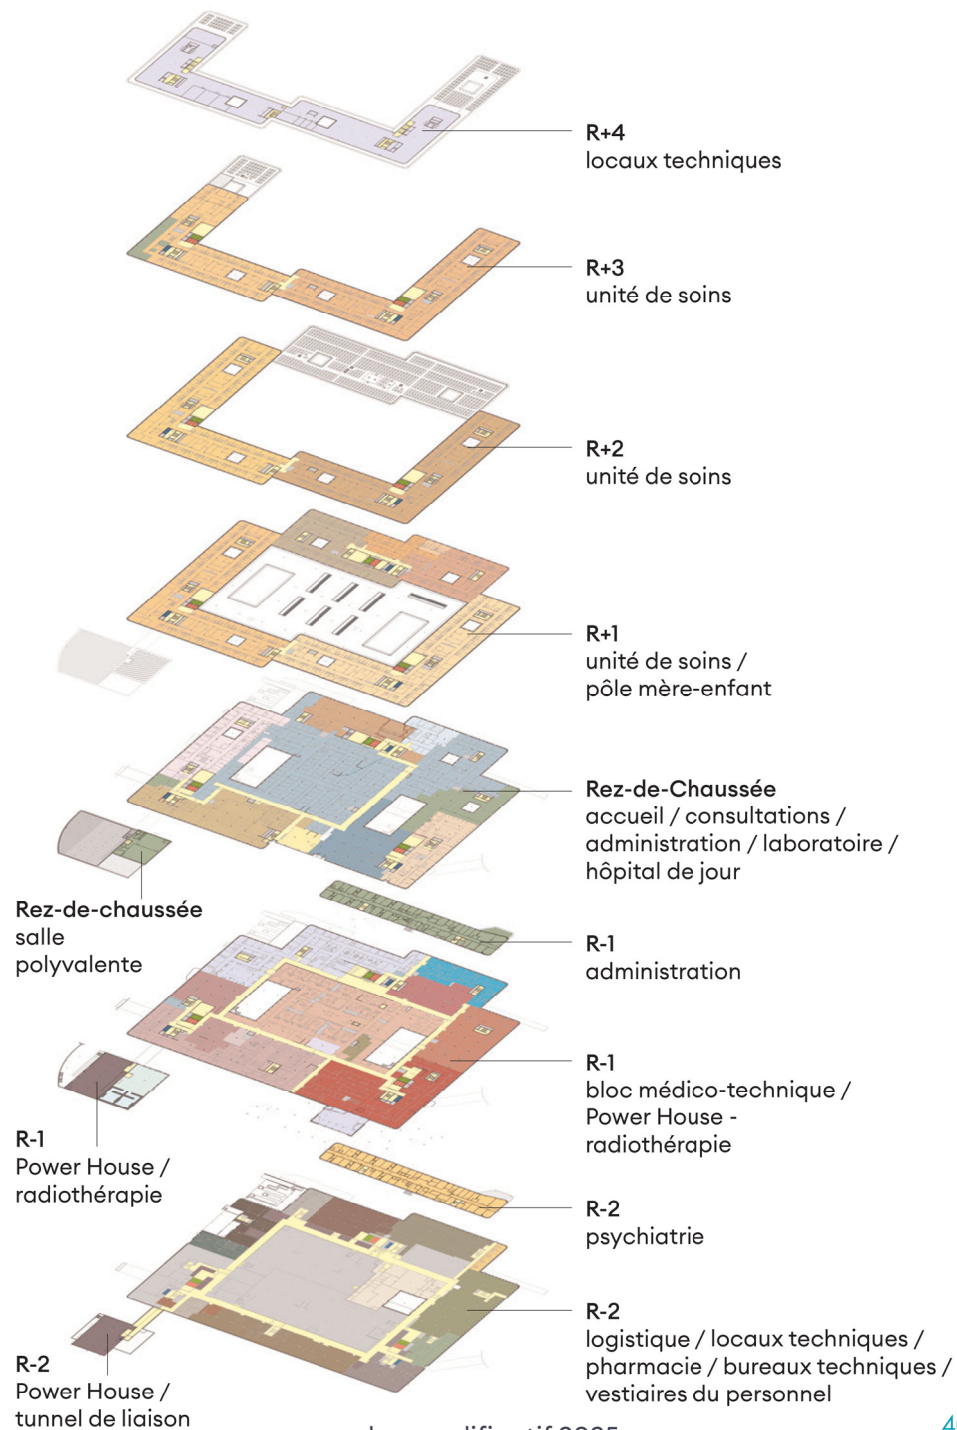 R+4
locaux techniques
R+3
unité de soins
R+2
unité de soins
R+1
unité de soins /
pôle mère-enfant
Rez-de-Chaussée
accueil / consultations /
administration / laboratoire /
hôpital de jour
Rez-de-chaussée
salle
polyvalente
R-1
administration
R-1
bloc médico-technique /
Power House -
radiothérapie
R-1
Power House /
radiothérapie
R-2
psychiatrie
R-2
logistique / locaux techniques /
pharmacie / bureaux techniques /
vestiaires du personnel
R-2
Power House /
tunnel de liaison